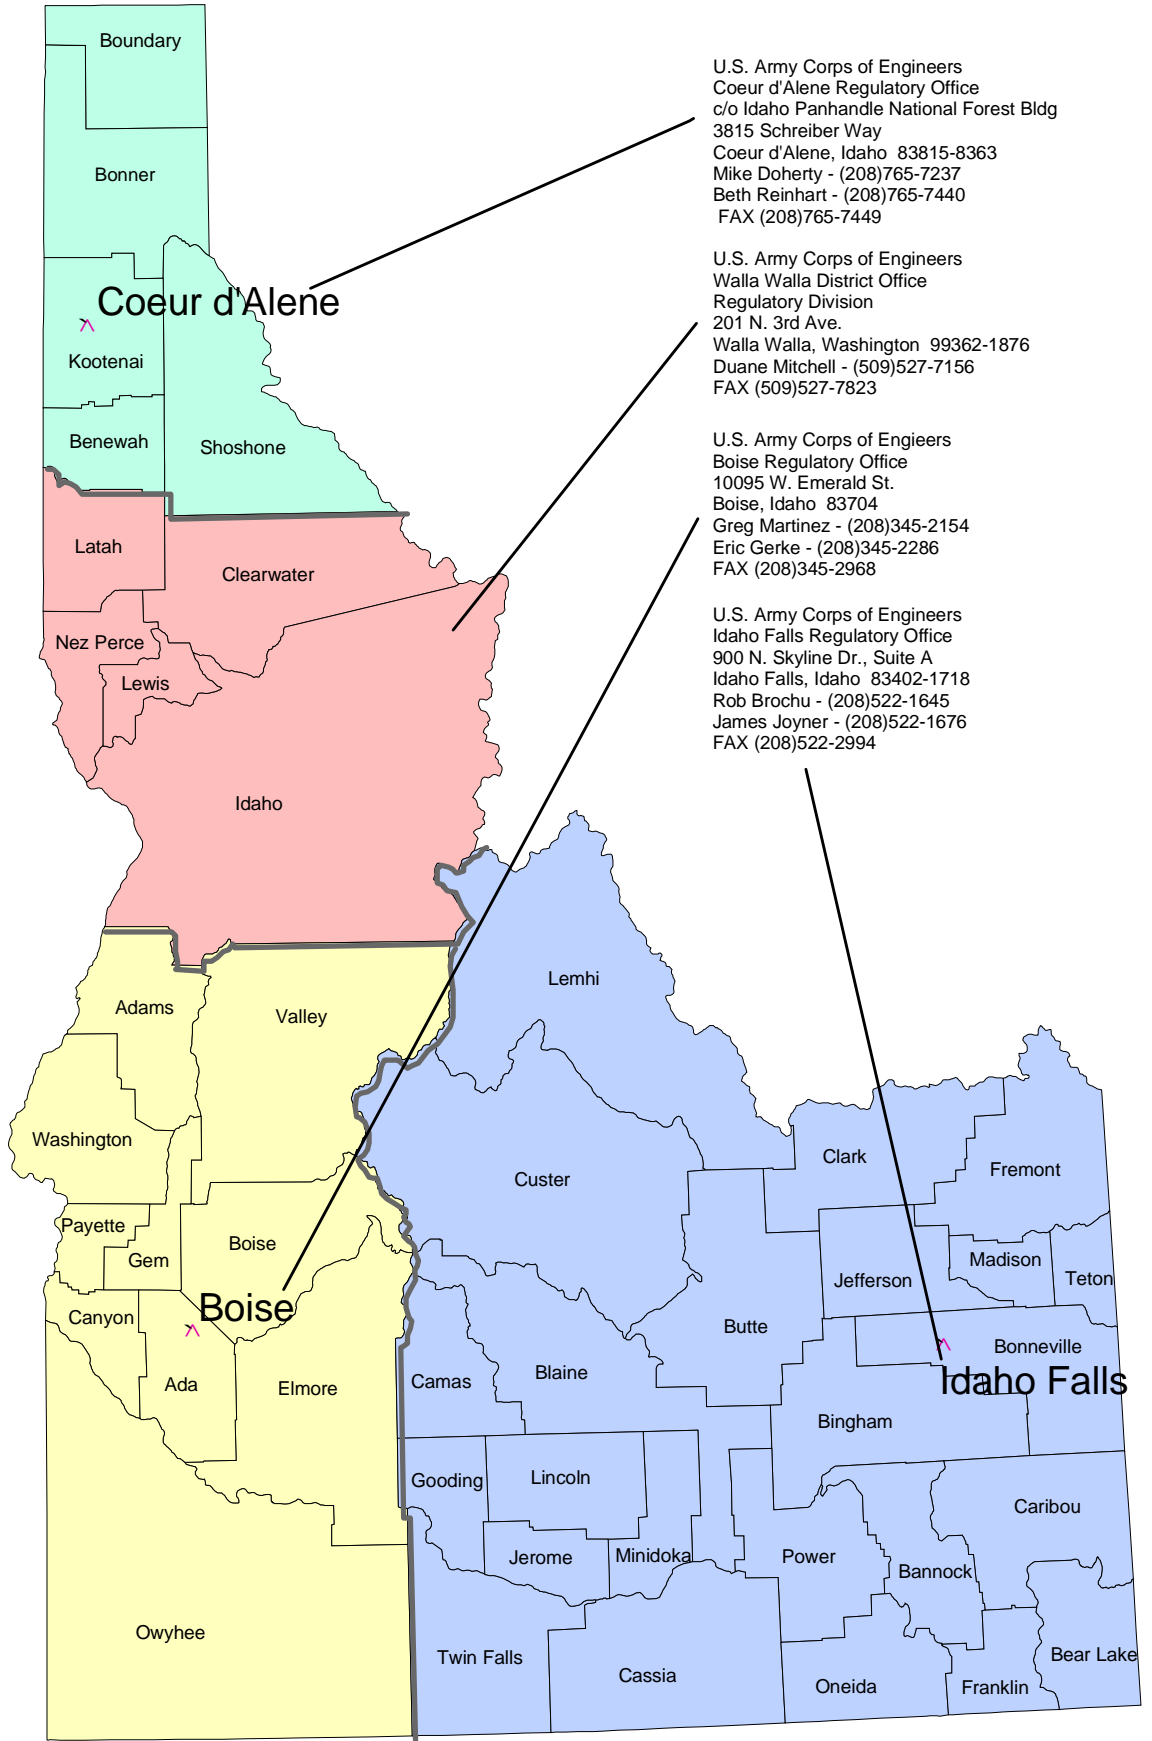 Boundary
Bonner
Coeur d'Alene
Kootenai
Benewah
Shoshone
Latah
Clearwater
Nez Perce
Lewis
Idaho
U.S. Army Corps of Engineers
Coeur d'Alene Regulatory Office
c/o Idaho Panhandle National Forest Bldg
3815 Schreiber Way
Coeur d'Alene, Idaho 83815-8363
Mike Doherty - (208)765-7237
Beth Reinhart - (208)765-7440
FAX (208)765-7449
U.S. Army Corps of Engineers
Walla Walla District Office
Regulatory Division
201 N. 3rd Ave.
Walla Walla, Washington 99362-1876
Duane Mitchell - (509)527-7156
FAX (509)527-7823
U.S. Army Corps of Engieers
Boise Regulatory Office
10095 W. Emerald St.
Boise, Idaho 83704
Greg Martinez - (208)345-2154
Eric Gerke - (208)345-2286
FAX (208)345-2968
U.S. Army Corps of Engineers
Idaho Falls Regulatory Office
900 N. Skyline Dr., Suite A
Idaho Falls, Idaho 83402-1718
Rob Brochu - (208)522-1645
James Joyner - (208)522-1676
FAX (208)522-2994
Lemhi
Adams
Valley
Washington
Custer
Clark
Fremont
Payette
Gem
Boise
Jefferson
Madison
Teton
Canyon
Boise
Butte
Bonneville
Ada
Elmore
Camas
Blaine
Idaho Falls
Bingham
Gooding
Lincoln
Caribou
Jerome
Minidoka
Power
Bannock
Owyhee
Twin Falls
Cassia
Oneida
Franklin
Bear Lake